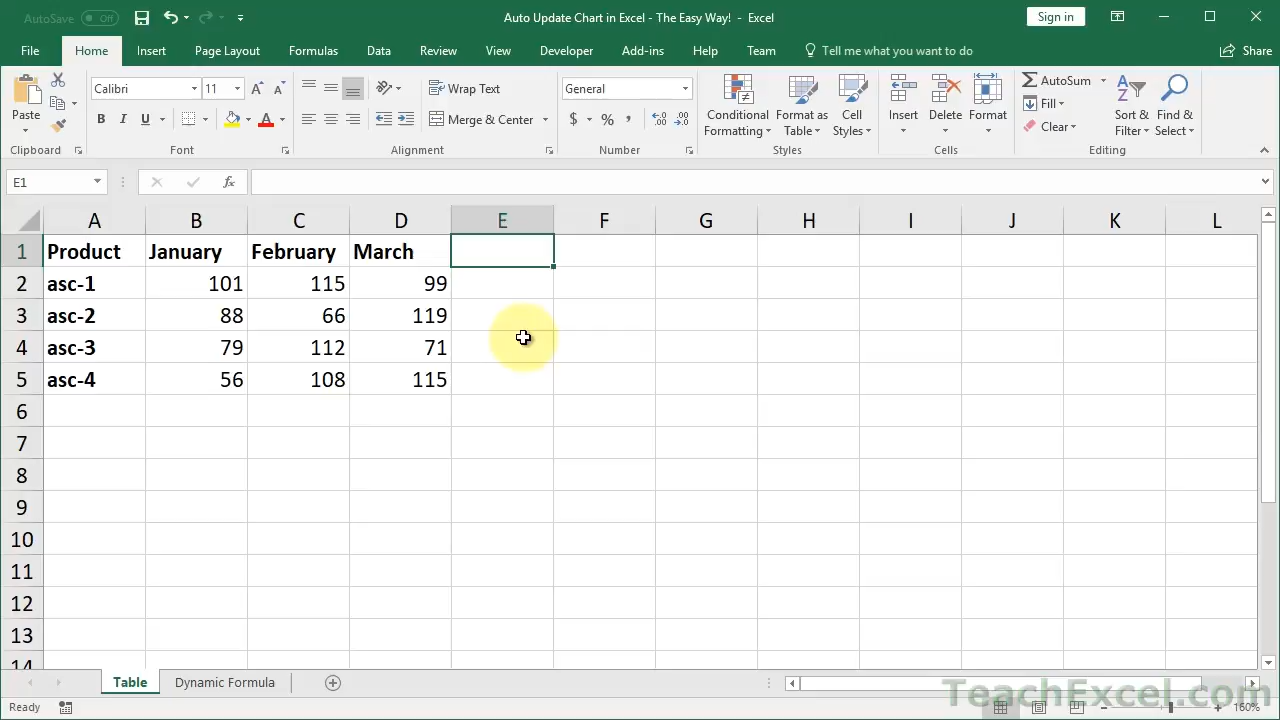 AutoSave Off
Auto Update Chart in Excel - The Easy Way! - Excel
Sign in
File Home Insert Page Layout Formulas Data Review View Developer Add-ins Help Team Tell me what you want to do Share
Paste
Clipboard
Calibri 11
B I U A
Font
Wrap Text
Merge & Center
Alignment
General
$ % ,
Number
Conditional Formatting
Format as Table
Cell Styles
Styles
Insert Delete Format
Cells
AutoSum
Fill
Clear
Sort & Filter
Find & Select
Editing
E1 fx
A B C D E F G H I J K L
1 Product January February March
2 asc-1 101 115 99
3 asc-2 88 66 119
4 asc-3 79 112 71
5 asc-4 56 108 115
6
7
8
9
10
11
12
13
14
Table Dynamic Formula
TeachExcel.com
Ready
160%